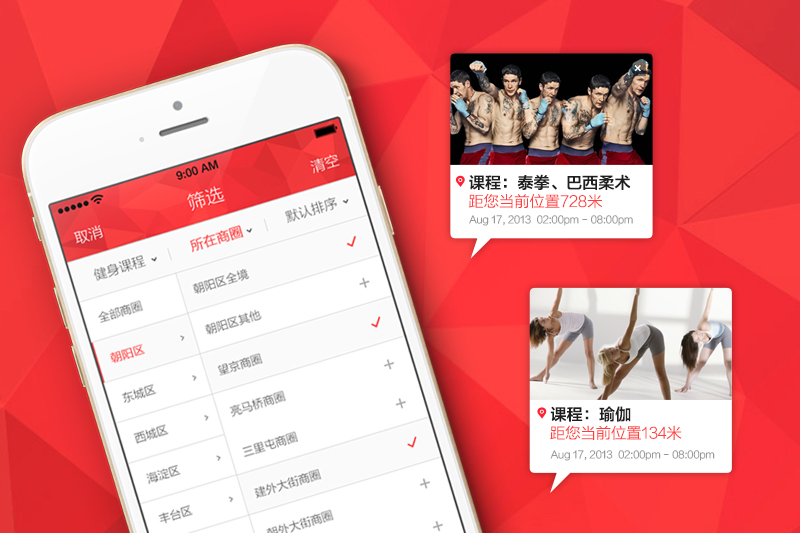 9:00 AM
取消
筛选
清空
健身课程
所在商圈
默认排序
全部商圈
朝阳区
东城区
西城区
海淀区
丰台区
朝阳区全境
朝阳区其他
望京商圈
亮马桥商圈
三里屯商圈
建外大街商圈
朝外大街商圈
课程：泰拳、巴西柔术
距您当前位置728米
Aug 17, 2013 02:00pm - 08:00pm
课程：瑜伽
距您当前位置134米
Aug 17, 2013 02:00pm - 08:00pm